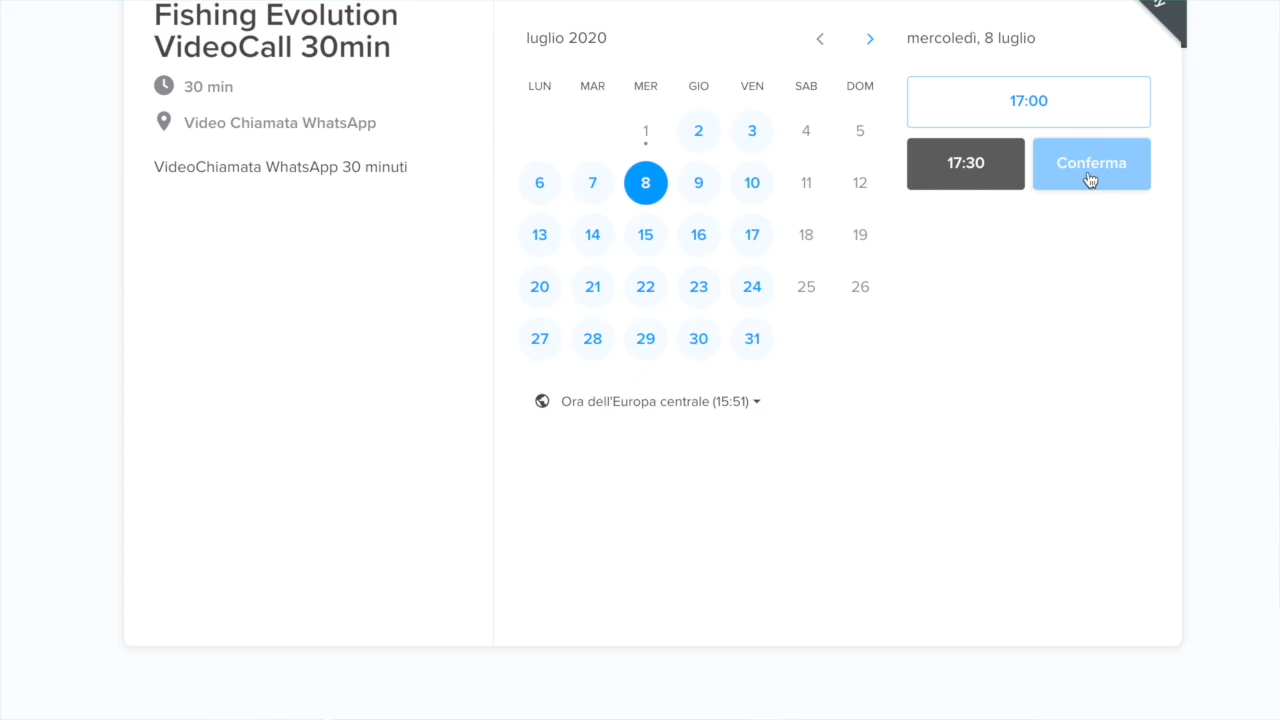 Fishing Evolution
VideoCall 30min
30 min
Video Chiamata WhatsApp
VideoChiamata WhatsApp 30 minuti
luglio 2020
LUN MAR MER GIO VEN SAB DOM
1 2 3 4 5
6 7 8 9 10 11 12
13 14 15 16 17 18 19
20 21 22 23 24 25 26
27 28 29 30 31
Ora dell'Europa centrale (15:51)
mercoledì, 8 luglio
17:00
17:30 Conferma